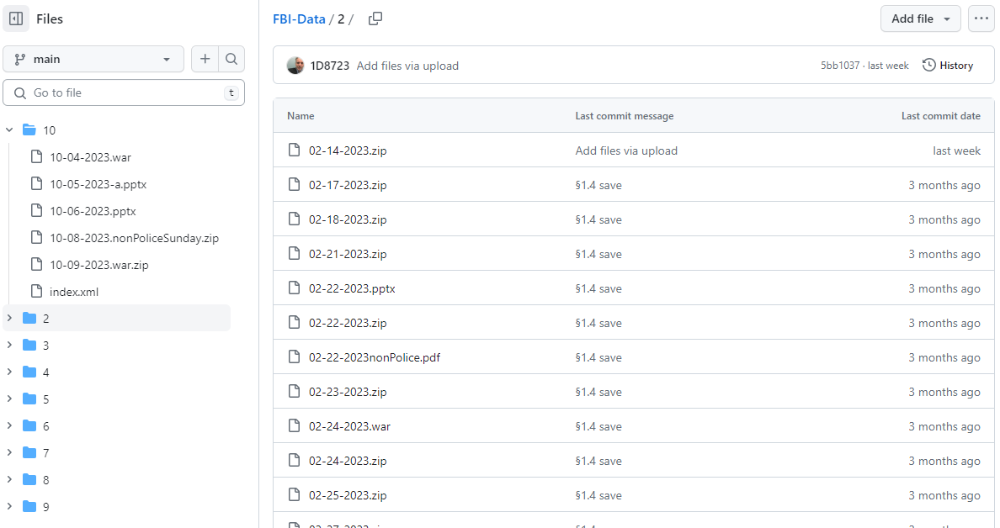 Files
main
Go to file
t
10
10-04-2023.war
10-05-2023-a.pptx
10-06-2023.pptx
10-08-2023.nonPoliceSunday.zip
10-09-2023.war.zip
index.xml
2
3
4
5
6
7
8
9
FBI-Data / 2 /
Add file
1D8723 Add files via upload 5bb1037 · last week History
Name Last commit message Last commit date
02-14-2023.zip Add files via upload last week
02-17-2023.zip §1.4 save 3 months ago
02-18-2023.zip §1.4 save 3 months ago
02-21-2023.zip §1.4 save 3 months ago
02-22-2023.pptx §1.4 save 3 months ago
02-22-2023.zip §1.4 save 3 months ago
02-22-2023nonPolice.pdf §1.4 save 3 months ago
02-23-2023.zip §1.4 save 3 months ago
02-24-2023.war §1.4 save 3 months ago
02-24-2023.zip §1.4 save 3 months ago
02-25-2023.zip §1.4 save 3 months ago